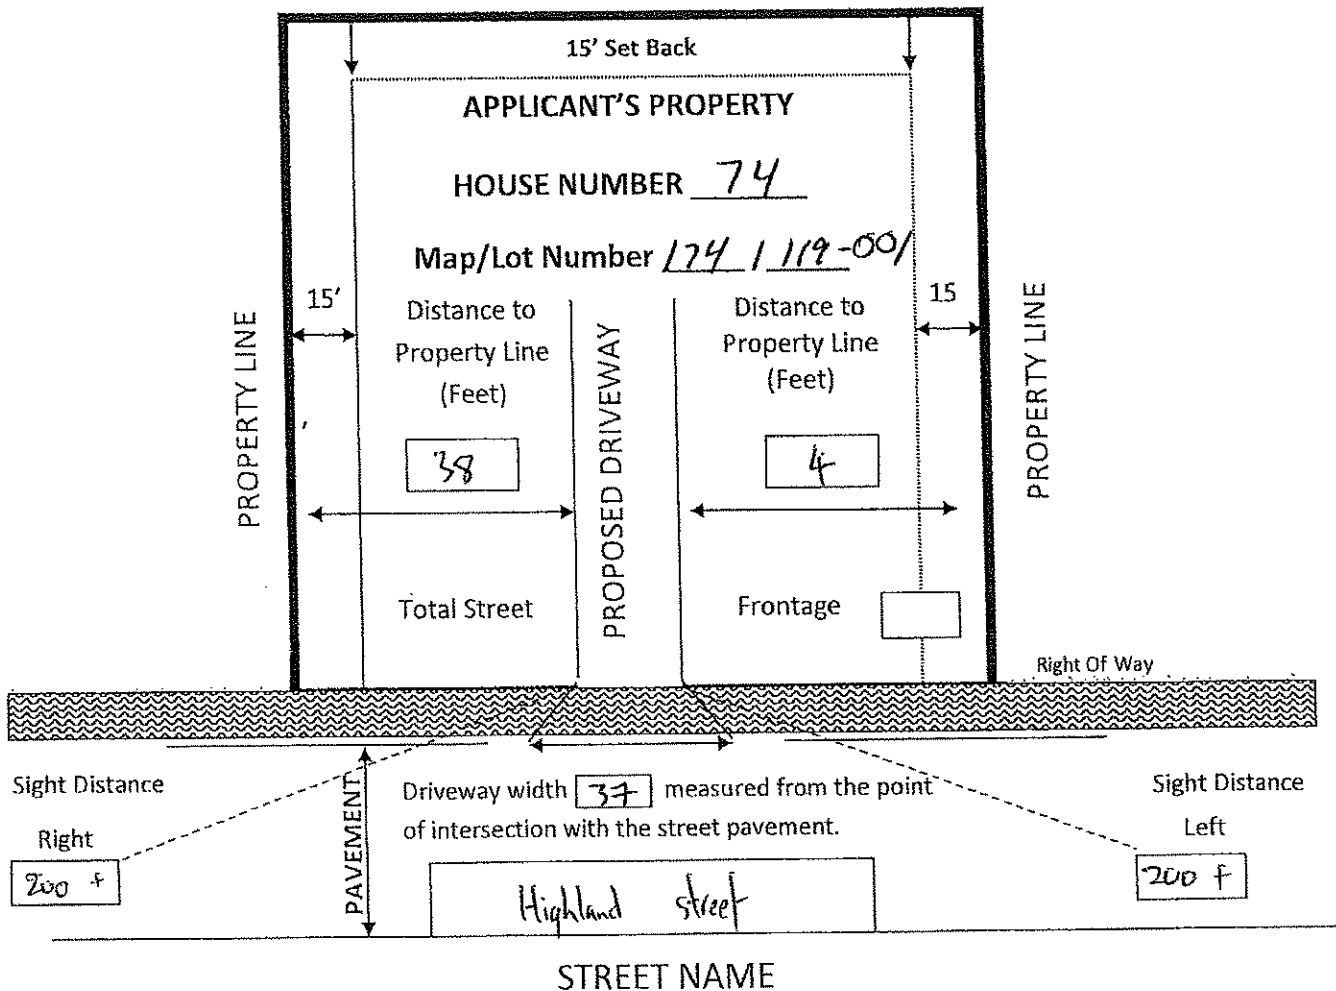 15' Set Back
APPLICANT'S PROPERTY
HOUSE NUMBER 74
Map/Lot Number 174 / 119-001
15'
Distance to
Property Line
(Feet)
38
PROPERTY LINE
PROPOSED DRIVEWAY
Distance to
Property Line
(Feet)
4
15
PROPERTY LINE
Total Street
Frontage
Right Of Way
Sight Distance
Right
200 f
PAVEMENT
Driveway width 37 measured from the point
of intersection with the street pavement.
Sight Distance
Left
200 f
Highland street
STREET NAME